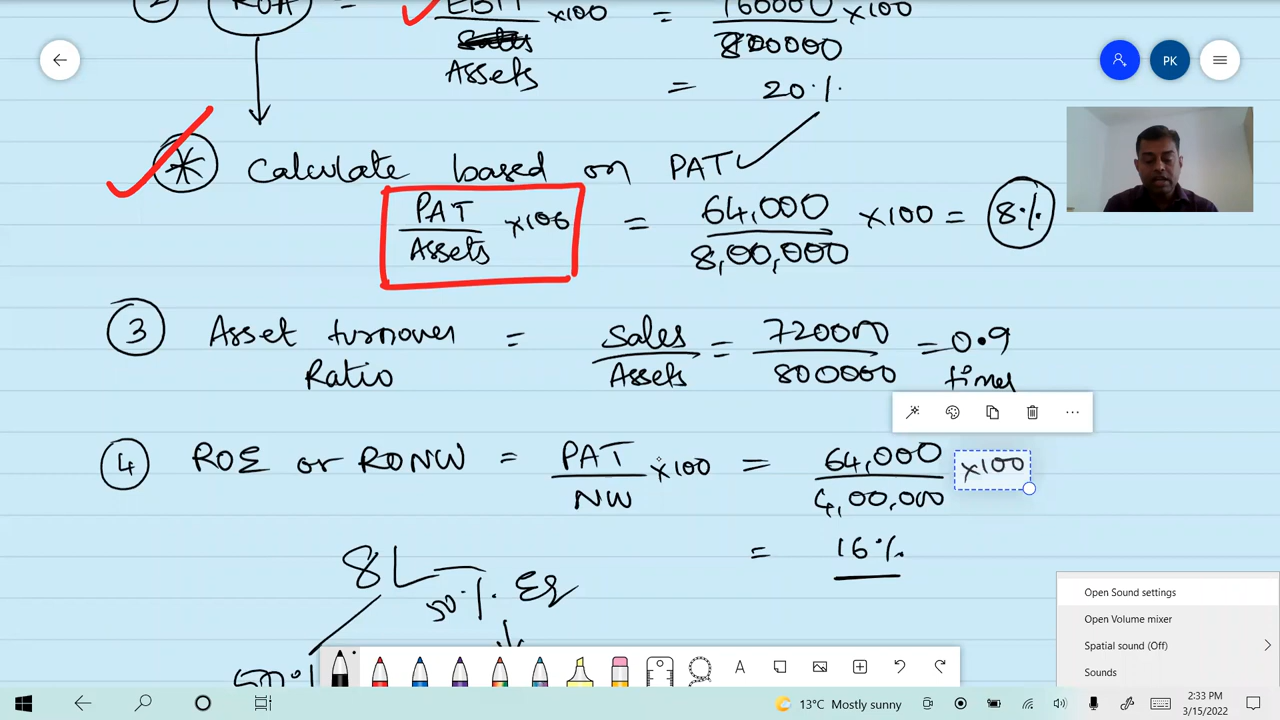 ② ROA = EBIT/Assets ×100 = 160000/800000 ×100
= 20%
PK
* Calculate based on PAT
PAT/Assets ×100 = 64,000/8,00,000 ×100 = 8%
③ Asset turnover Ratio = Sales/Assets = 720000/800000 = 0.9 times
④ ROE or RONW = PAT/NW ×100 = 64,000/4,00,000 ×100
= 16%
8L 50% Eq
50%
Open Sound settings
Open Volume mixer
Spatial sound (Off)
Sounds
A
13°C Mostly sunny
2:33 PM
3/15/2022